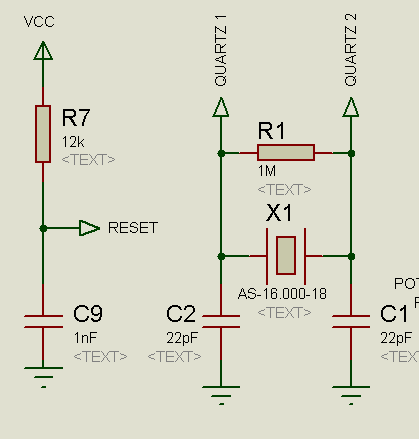 VCC
QUARTZ 1
QUARTZ 2
R7
12k
<TEXT>
R1
1M
<TEXT>
RESET
X1
AS-16.000-18
<TEXT>
C9
1nF
<TEXT>
C2
22pF
<TEXT>
C1
22pF